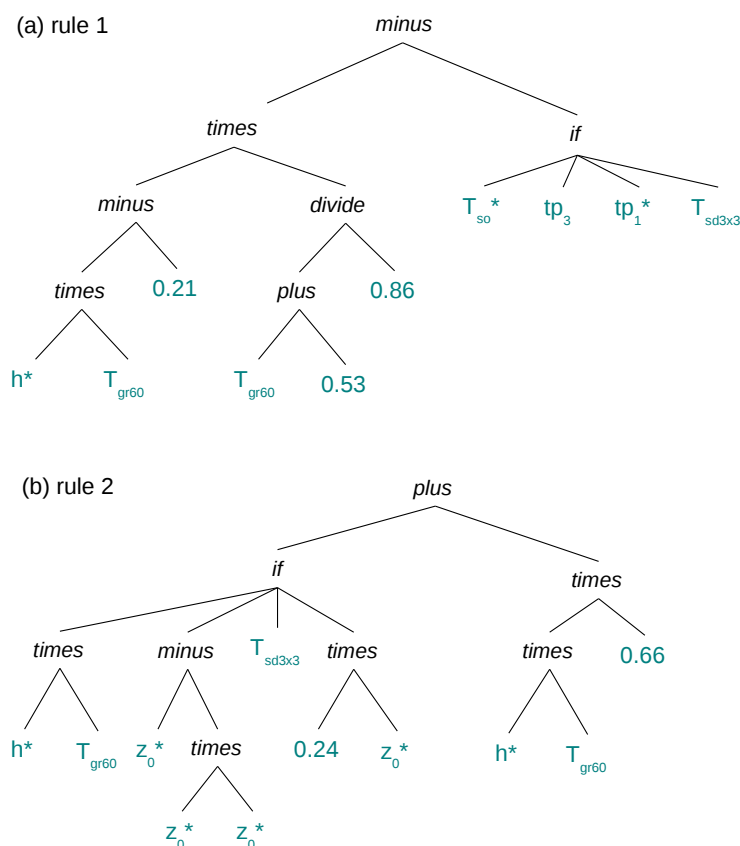 (a) rule 1
minus
times if
minus divide T_so* tp_3 tp_1* T_sd3x3
times 0.21 plus 0.86
h* T_gr60 T_gr60 0.53
(b) rule 2
plus
if times
times minus T_sd3x3 times times 0.66
h* T_gr60 z_0* times 0.24 z_0* h* T_gr60
z_0* z_0*